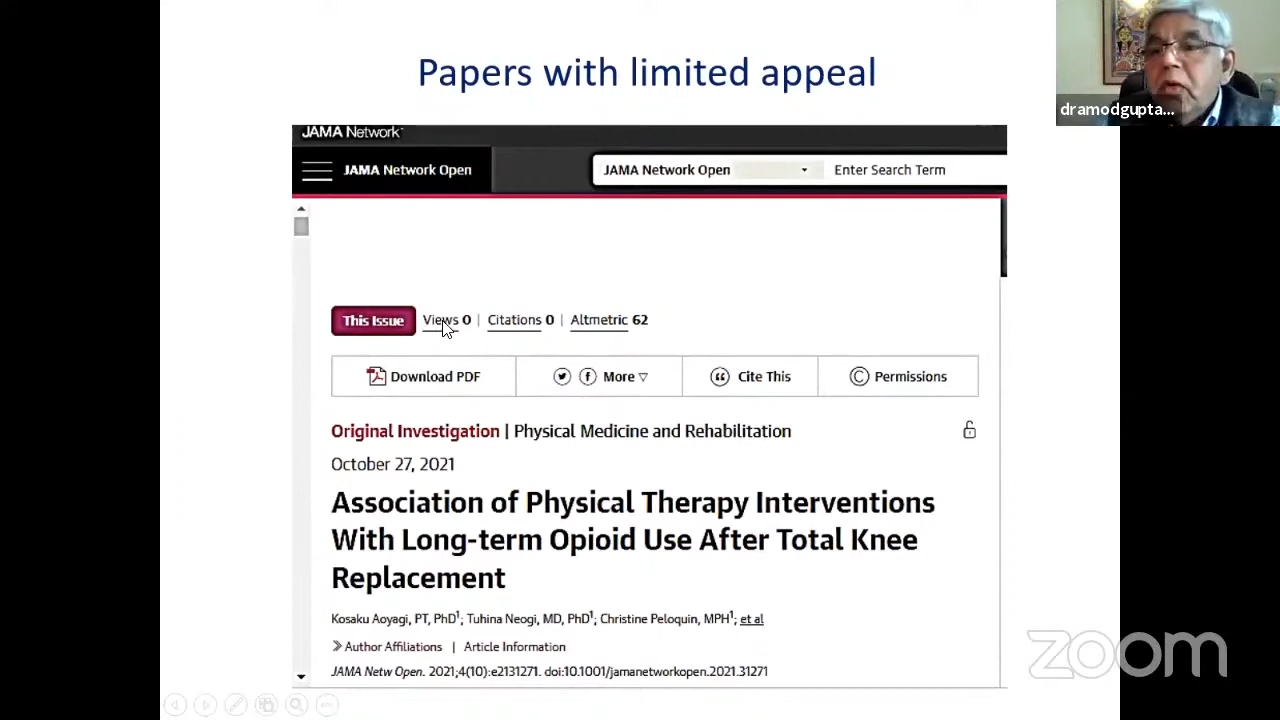 Papers with limited appeal
dramodgupta...
JAMA Network
JAMA Network Open
JAMA Network Open
Enter Search Term
This Issue Views 0 | Citations 0 | Altmetric 62
Download PDF
More
Cite This
Permissions
Original Investigation | Physical Medicine and Rehabilitation
October 27, 2021
Association of Physical Therapy Interventions
With Long-term Opioid Use After Total Knee
Replacement
Kosaku Aoyagi, PT, PhD1; Tuhina Neogi, MD, PhD1; Christine Peloquin, MPH1; et al
Author Affiliations | Article Information
JAMA Netw Open. 2021;4(10):e2131271. doi:10.1001/jamanetworkopen.2021.31271
zoom